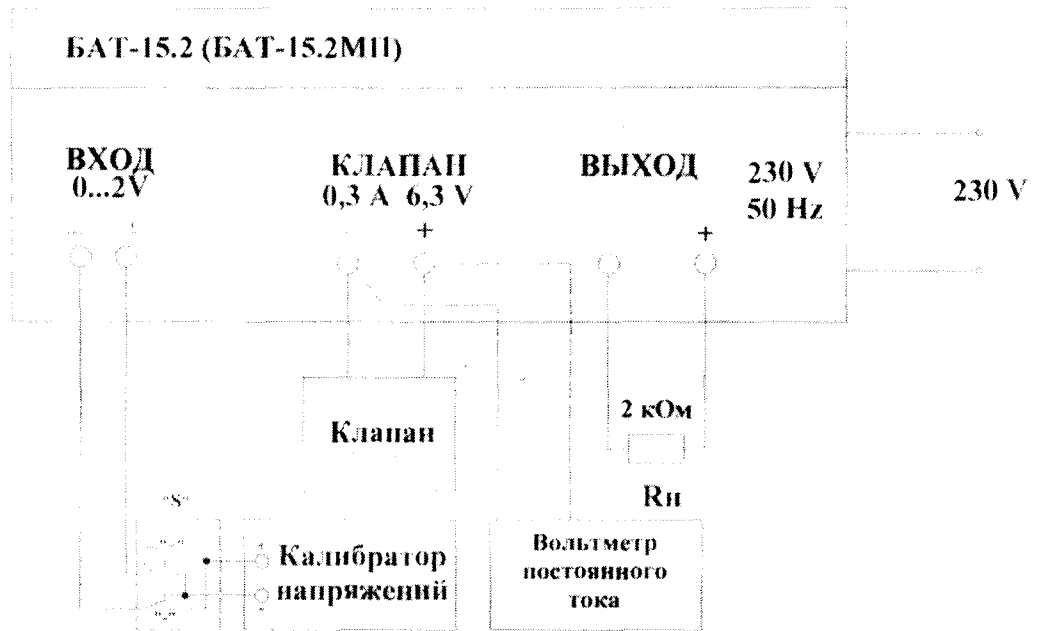 БАТ-15.2 (БАТ-15.2МП)
ВХОД
0...2V
КЛАПАН
0,3 А 6,3 V
ВЫХОД
230 V
50 Hz
230 V
- +
+
+
Клапан
2 кОм
Rн
"S"
Калибратор
напряжений
+
-
Вольтметр
постоянного
тока